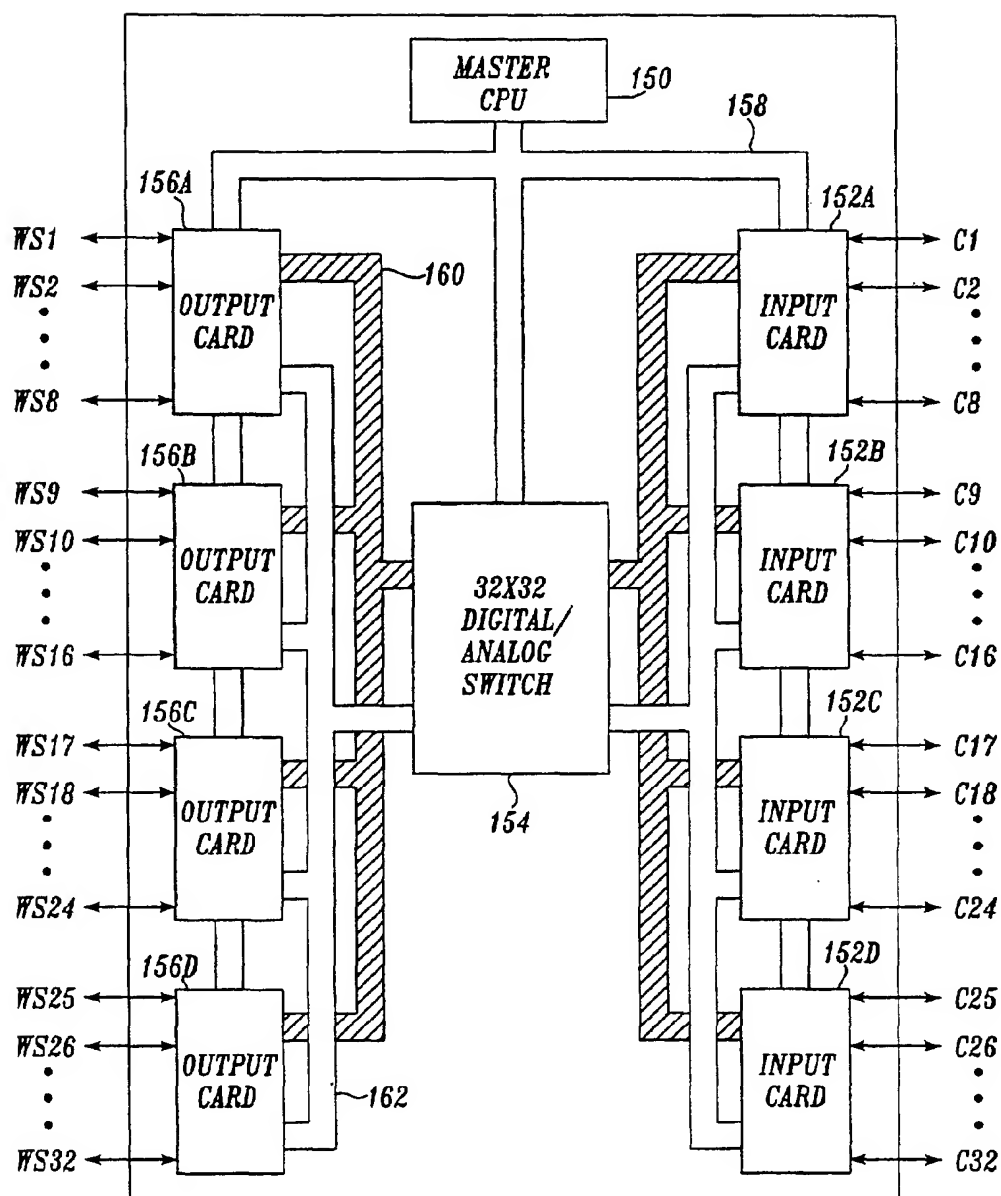 MASTER
CPU
150
158
156A
152A
WS1
C1
160
WS2
C2
OUTPUT
CARD
INPUT
CARD
WS8
C8
156B
152B
WS9
C9
WS10
C10
OUTPUT
CARD
32X32
DIGITAL/
ANALOG
SWITCH
INPUT
CARD
WS16
C16
156C
152C
WS17
C17
WS18
C18
154
OUTPUT
CARD
INPUT
CARD
WS24
C24
156D
152D
WS25
C25
WS26
C26
OUTPUT
CARD
INPUT
CARD
162
WS32
C32